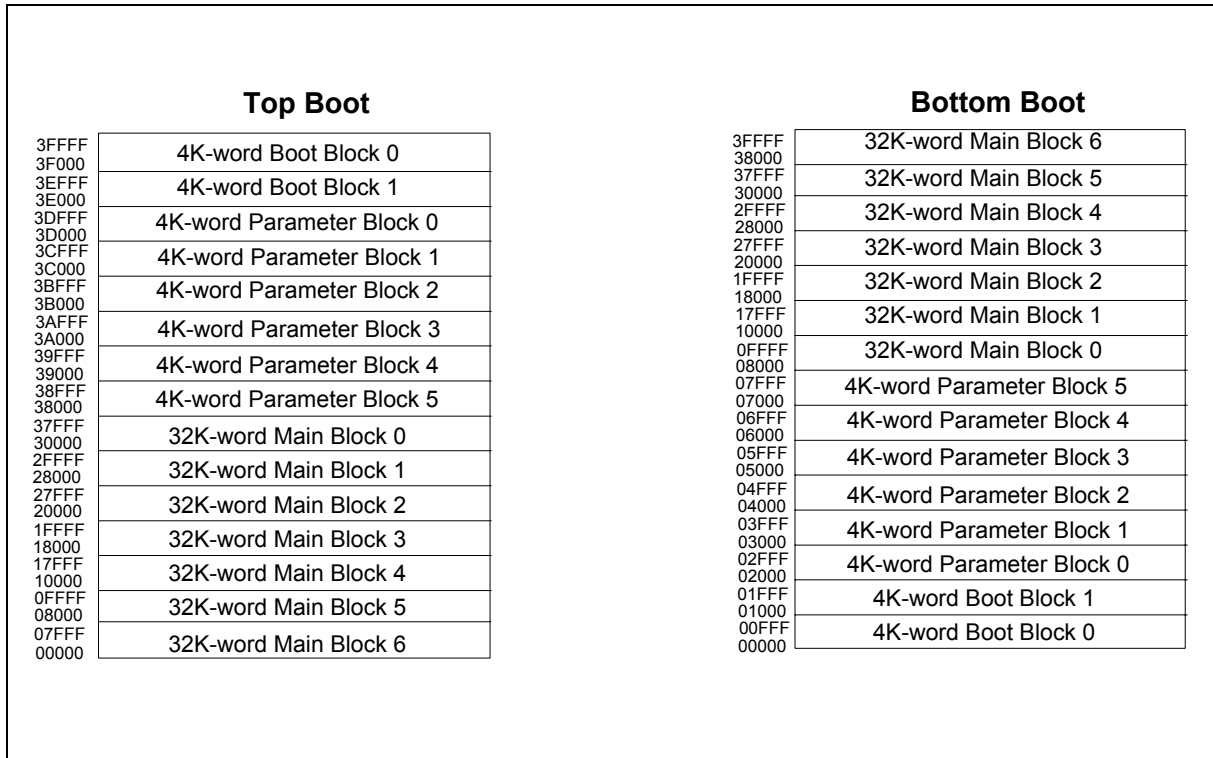 Top Boot
3FFFF
3F000
4K-word Boot Block 0
3EFFF
3E000
4K-word Boot Block 1
3DFFF
3D000
4K-word Parameter Block 0
3CFFF
3C000
4K-word Parameter Block 1
3BFFF
3B000
4K-word Parameter Block 2
3AFFF
3A000
4K-word Parameter Block 3
39FFF
39000
4K-word Parameter Block 4
38FFF
38000
4K-word Parameter Block 5
37FFF
30000
32K-word Main Block 0
2FFFF
28000
32K-word Main Block 1
27FFF
20000
32K-word Main Block 2
1FFFF
18000
32K-word Main Block 3
17FFF
10000
32K-word Main Block 4
0FFFF
08000
32K-word Main Block 5
07FFF
00000
32K-word Main Block 6
Bottom Boot
3FFFF
38000
32K-word Main Block 6
37FFF
30000
32K-word Main Block 5
2FFFF
28000
32K-word Main Block 4
27FFF
20000
32K-word Main Block 3
1FFFF
18000
32K-word Main Block 2
17FFF
10000
32K-word Main Block 1
0FFFF
08000
32K-word Main Block 0
07FFF
07000
4K-word Parameter Block 5
06FFF
06000
4K-word Parameter Block 4
05FFF
05000
4K-word Parameter Block 3
04FFF
04000
4K-word Parameter Block 2
03FFF
03000
4K-word Parameter Block 1
02FFF
02000
4K-word Parameter Block 0
01FFF
01000
4K-word Boot Block 1
00FFF
00000
4K-word Boot Block 0